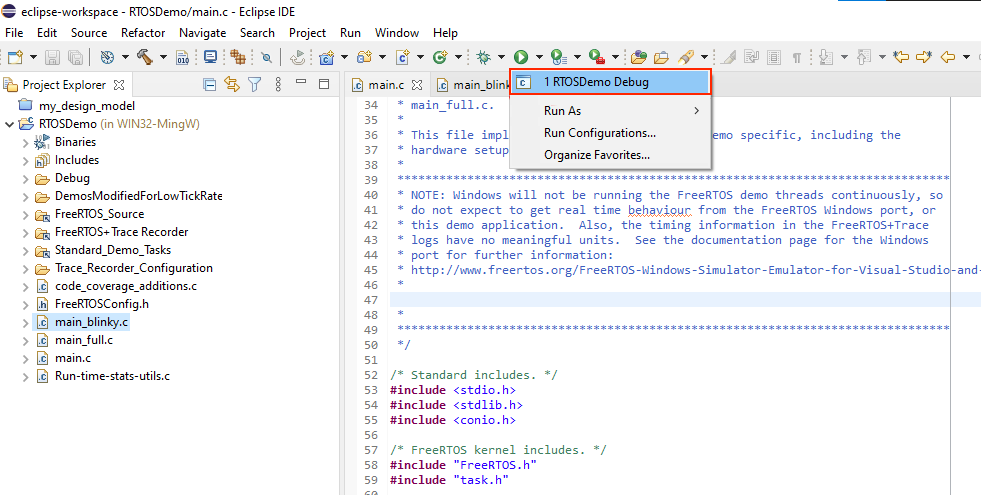 eclipse-workspace - RTOSDemo/main.c - Eclipse IDE
File Edit Source Refactor Navigate Search Project Run Window Help
Project Explorer
my_design_model
RTOSDemo (in WIN32-MingW)
Binaries
Includes
Debug
DemosModifiedForLowTickRate
FreeRTOS_Source
FreeRTOS+Trace Recorder
Standard_Demo_Tasks
Trace_Recorder_Configuration
code_coverage_additions.c
FreeRTOSConfig.h
main_blinky.c
main_full.c
main.c
Run-time-stats-utils.c
main.c main_blink
1 RTOSDemo Debug
Run As
Run Configurations...
Organize Favorites...
34 * main_full.c.
35 *
36 * This file impl emo specific, including the
37 * hardware setup
38 *
39 *******************************************************************************
40 * NOTE: Windows will not be running the FreeRTOS demo threads continuously, so
41 * do not expect to get real time behaviour from the FreeRTOS Windows port, or
42 * this demo application.  Also, the timing information in the FreeRTOS+Trace
43 * logs have no meaningful units.  See the documentation page for the Windows
44 * port for further information:
45 * http://www.freertos.org/FreeRTOS-Windows-Simulator-Emulator-for-Visual-Studio-and-
46 *
47
48 *
49 *******************************************************************************
50 */
51
52 /* Standard includes. */
53 #include <stdio.h>
54 #include <stdlib.h>
55 #include <conio.h>
56
57 /* FreeRTOS kernel includes. */
58 #include "FreeRTOS.h"
59 #include "task.h"
60